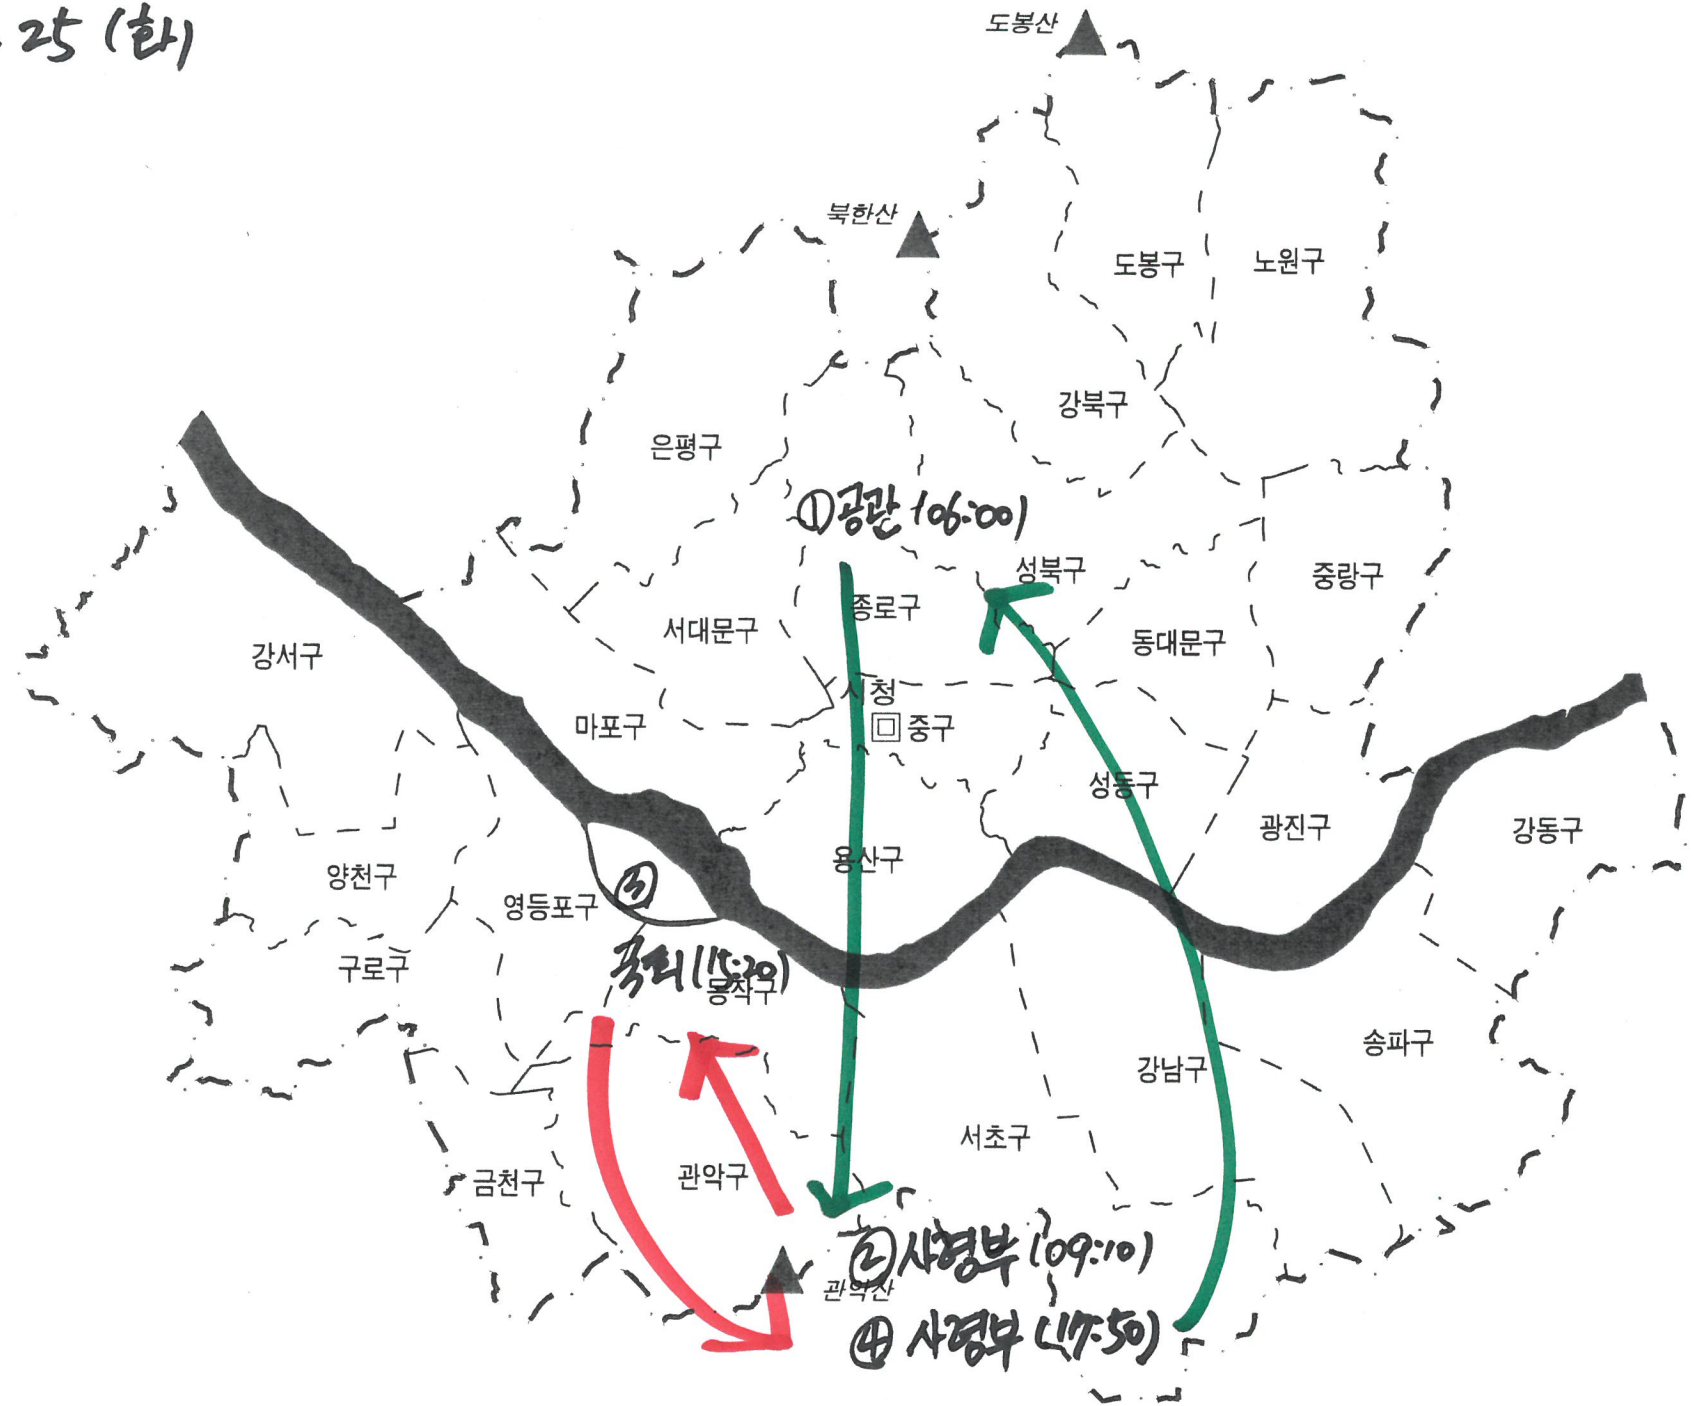 25 (화)
도봉산
북한산
도봉구
노원구
강북구
은평구
①공관 (06:00)
성북구
중랑구
종로구
서대문구
동대문구
강서구
시청
마포구
중구
성동구
광진구
강동구
용산구
양천구
영등포구
③
구로구
국회(15:20)
동작구
송파구
강남구
서초구
관악구
금천구
②사령부 (09:10)
관악산
④ 사령부 (17:50)